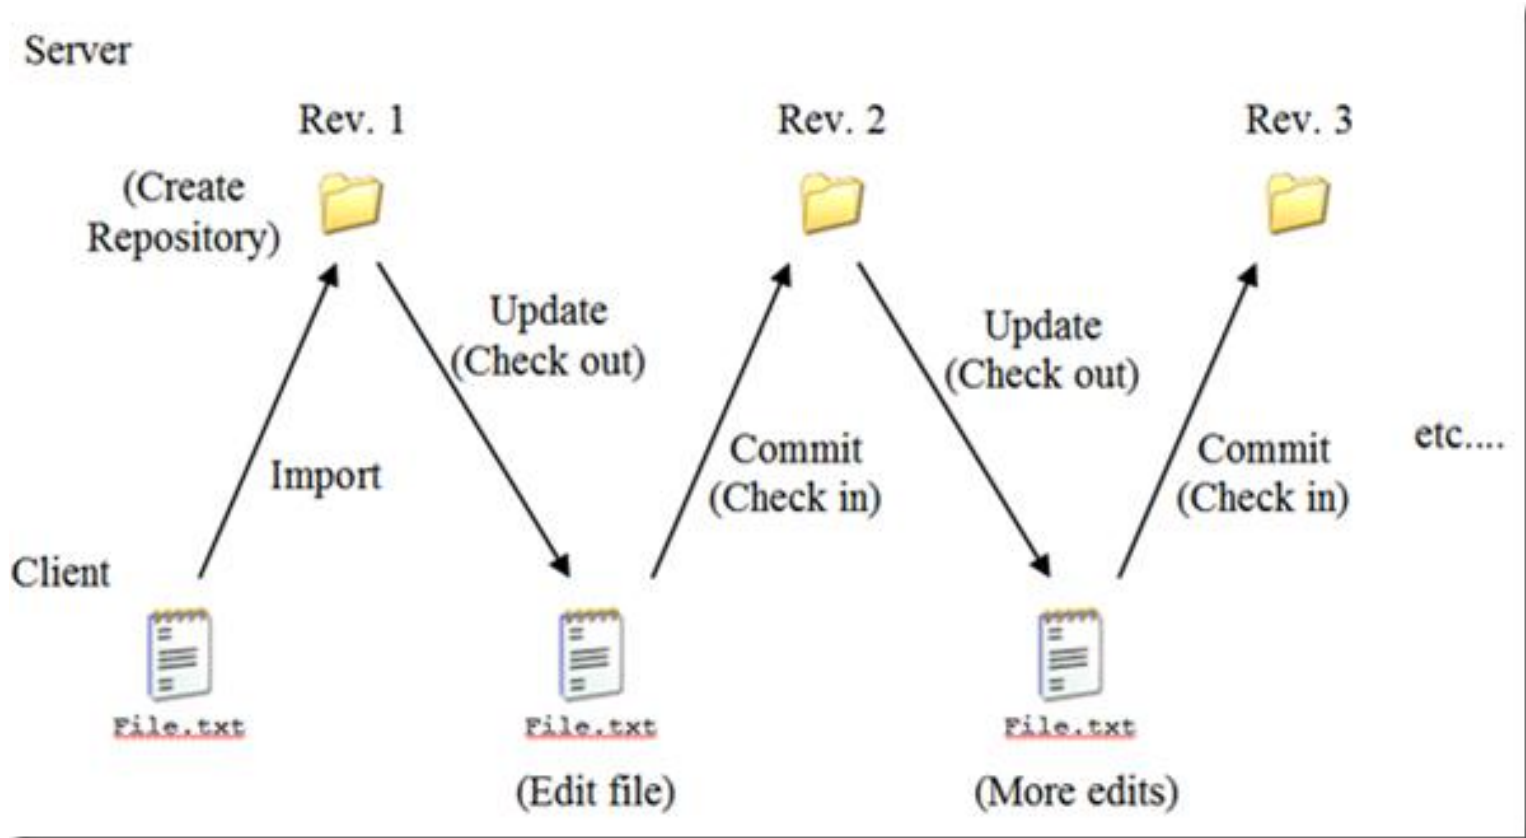 Server
Rev. 1
Rev. 2
Rev. 3
(Create
Repository)
Update
(Check out)
Update
(Check out)
Import
Commit
(Check in)
Commit
(Check in)
etc....
Client
File.txt
File.txt
File.txt
(Edit file)
(More edits)